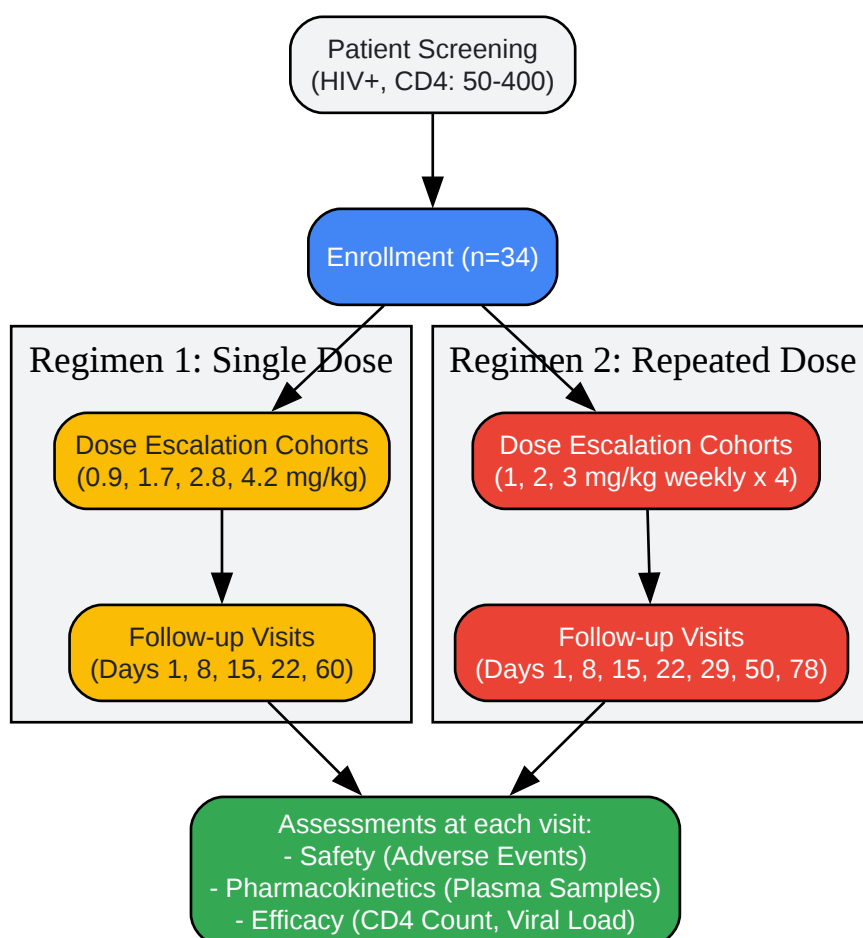 Patient Screening
(HIV+, CD4: 50-400)
Enrollment (n=34)
Regimen 1: Single Dose
Dose Escalation Cohorts
(0.9, 1.7, 2.8, 4.2 mg/kg)
Follow-up Visits
(Days 1, 8, 15, 22, 60)
Regimen 2: Repeated Dose
Dose Escalation Cohorts
(1, 2, 3 mg/kg weekly x 4)
Follow-up Visits
(Days 1, 8, 15, 22, 29, 50, 78)
Assessments at each visit:
- Safety (Adverse Events)
- Pharmacokinetics (Plasma Samples)
- Efficacy (CD4 Count, Viral Load)